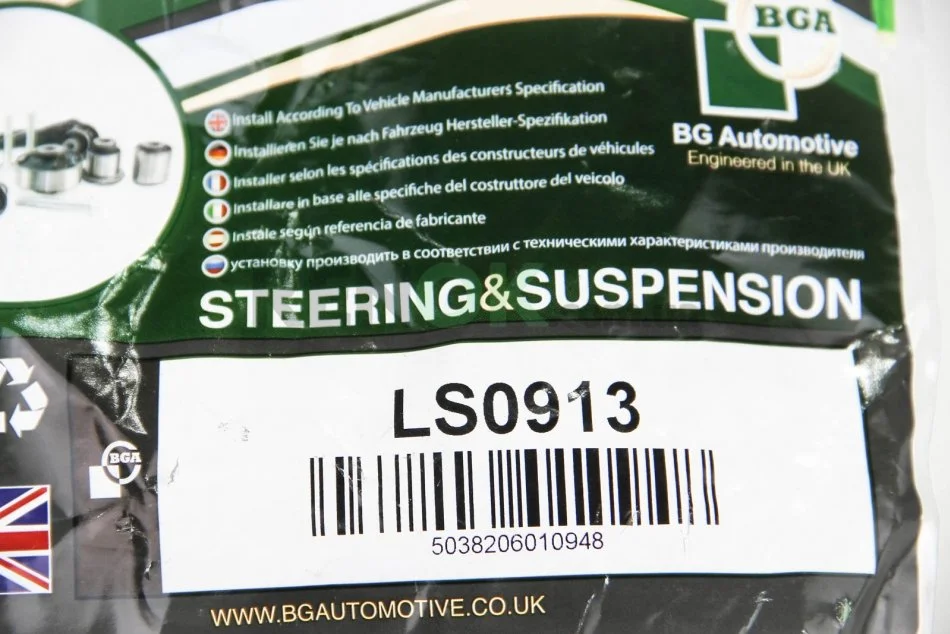 BGA
BG Automotive
Engineered in the UK
Install According To Vehicle Manufacturers Specification
Installieren Sie je nach Fahrzeug Hersteller-Spezifikation
Installer selon les spécifications des constructeurs de véhicules
Installare in base alle specifiche del costruttore del veicolo
Instale según referencia de fabricante
установку производить в соответствии с техническими характеристиками производителя
STEERING&SUSPENSION
LS0913
BGA
5038206010948
WWW.BGAUTOMOTIVE.CO.UK